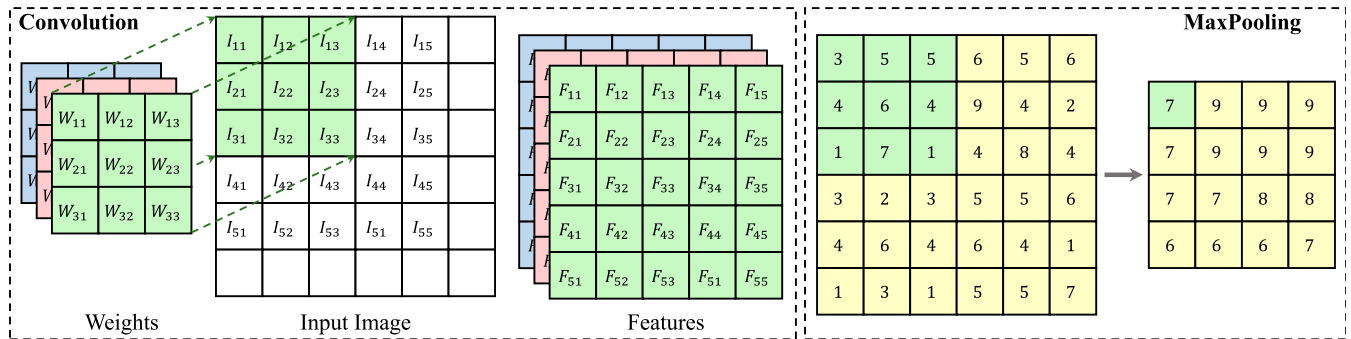 Convolution
W W W
W₁₁ W₁₂ W₁₃
W₂₁ W₂₂ W₂₃
W₃₁ W₃₂ W₃₃
Weights
I₁₁ I₁₂ I₁₃ I₁₄ I₁₅
I₂₁ I₂₂ I₂₃ I₂₄ I₂₅
I₃₁ I₃₂ I₃₃ I₃₄ I₃₅
I₄₁ I₄₂ I₄₃ I₄₄ I₄₅
I₅₁ I₅₂ I₅₃ I₅₁ I₅₅
Input Image
F₁₁ F₁₂ F₁₃ F₁₄ F₁₅
F₂₁ F₂₂ F₂₃ F₂₄ F₂₅
F₃₁ F₃₂ F₃₃ F₃₄ F₃₅
F₄₁ F₄₂ F₄₃ F₄₄ F₄₅
F₅₁ F₅₂ F₅₃ F₅₁ F₅₅
Features
MaxPooling
3 5 5 6 5 6
4 6 4 9 4 2
1 7 1 4 8 4
3 2 3 5 5 6
4 6 4 6 4 1
1 3 1 5 5 7
7 9 9 9
7 9 9 9
7 7 8 8
6 6 6 7